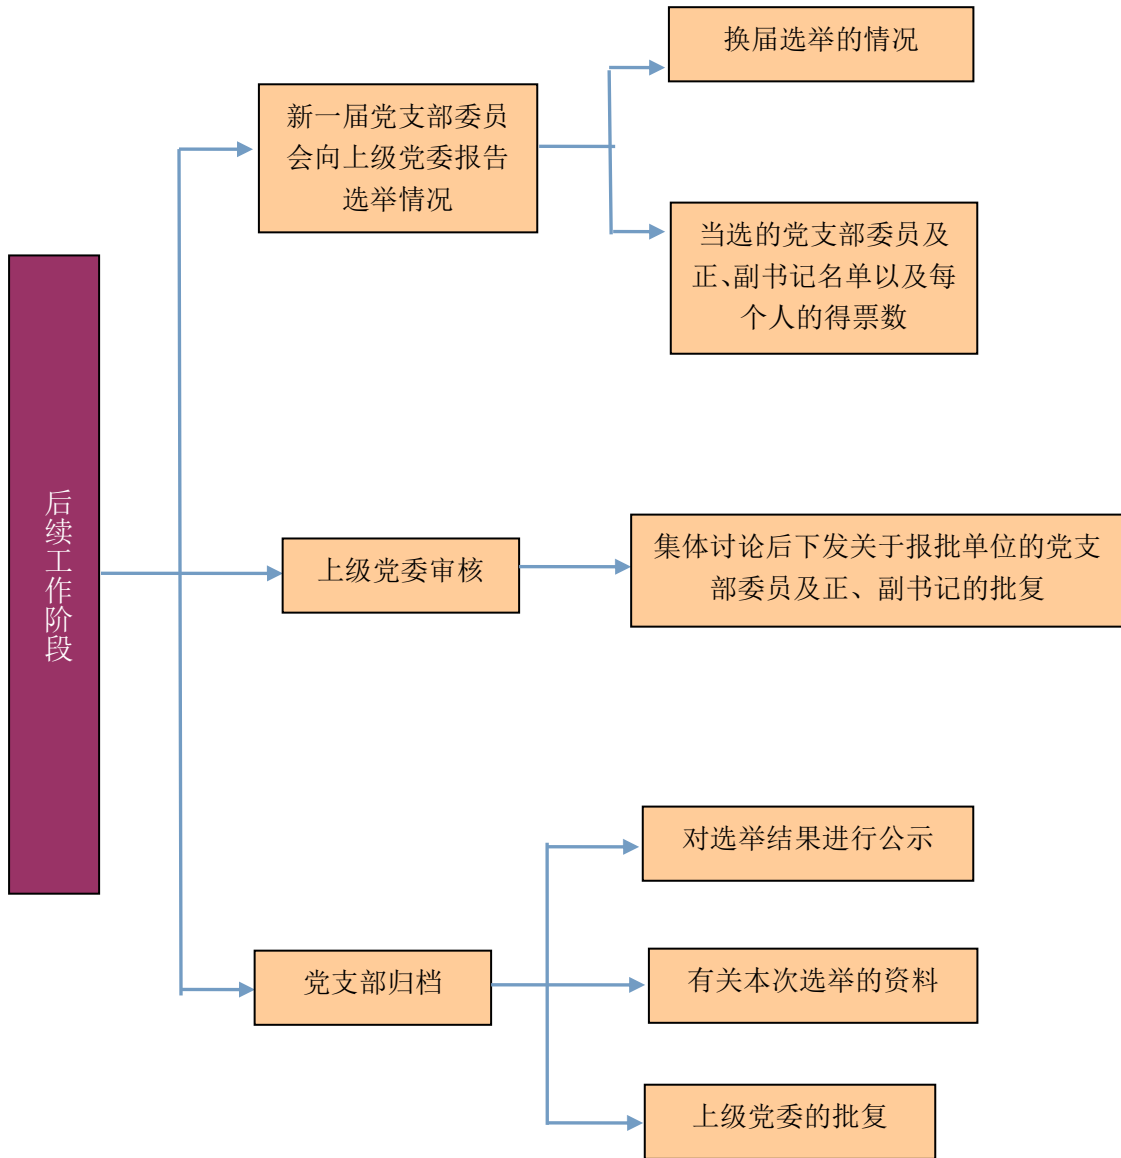 后续工作阶段
新一届党支部委员
会向上级党委报告
选举情况
换届选举的情况
当选的党支部委员及
正、副书记名单以及每
个人的得票数
上级党委审核
集体讨论后下发关于报批单位的党支
部委员及正、副书记的批复
党支部归档
对选举结果进行公示
有关本次选举的资料
上级党委的批复